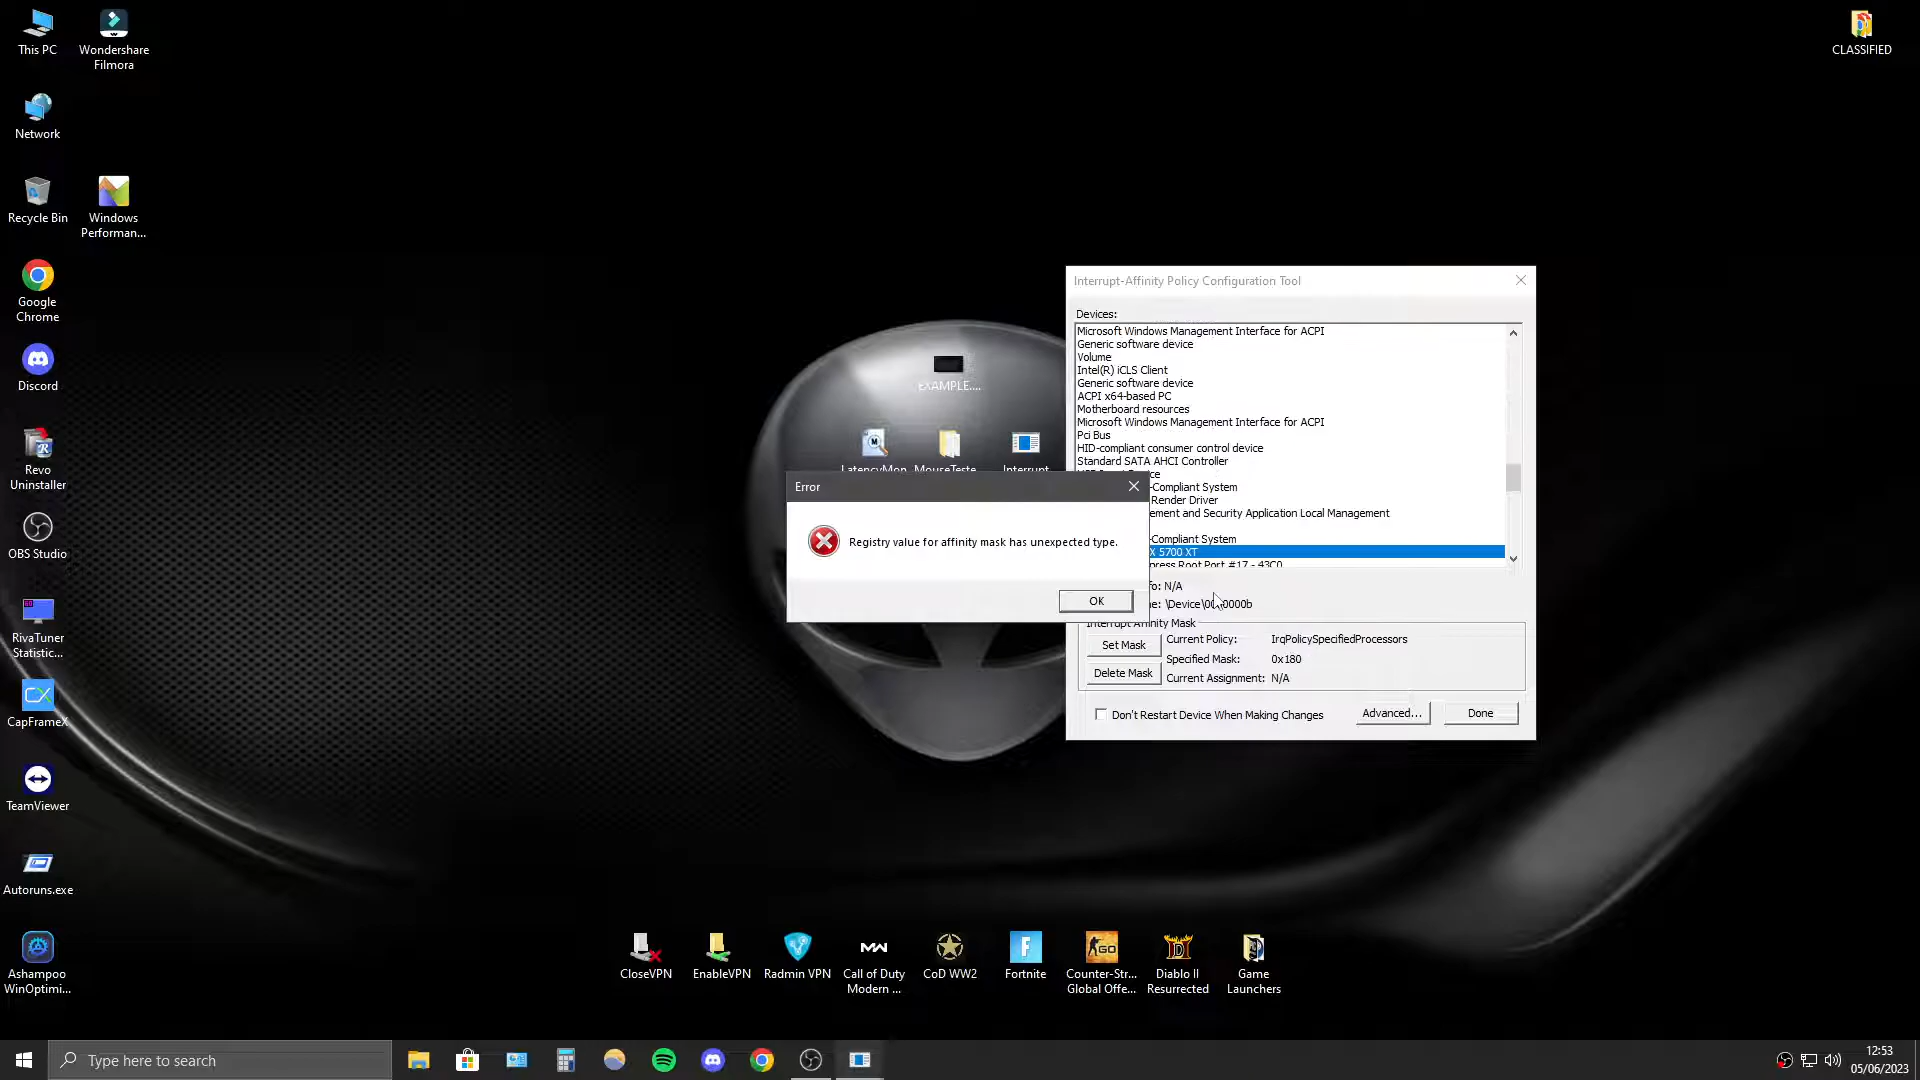 This PC
Wondershare
Filmora
CLASSIFIED
Network
Recycle Bin
Windows
Performan...
Google
Chrome
Discord
Revo
Uninstaller
OBS Studio
RivaTuner
Statistic...
CapFrameX
TeamViewer
Autoruns.exe
Ashampoo
WinOptimi...
EXAMPLE....
LatencyMon
MouseTeste
Interrupt
Interrupt-Affinity Policy Configuration Tool
Devices:
Microsoft Windows Management Interface for ACPI
Generic software device
Volume
Intel(R) iCLS Client
Generic software device
ACPI x64-based PC
Motherboard resources
Microsoft Windows Management Interface for ACPI
Pci Bus
HID-compliant consumer control device
Standard SATA AHCI Controller
-Compliant System
Render Driver
ement and Security Application Local Management
-Compliant System
X 5700 XT
press Root Port #17 - 43C0
fo: N/A
Interrupt Affinity Mask
Set Mask
Current Policy: IrqPolicySpecifiedProcessors
Specified Mask: 0x180
Delete Mask
Current Assignment: N/A
Don't Restart Device When Making Changes
Advanced...
Done
Error
Registry value for affinity mask has unexpected type.
OK
CloseVPN
EnableVPN
Radmin VPN
Call of Duty
Modern ...
CoD WW2
Fortnite
Counter-Str...
Global Offe...
Diablo II
Resurrected
Game
Launchers
Type here to search
12:53
05/06/2023